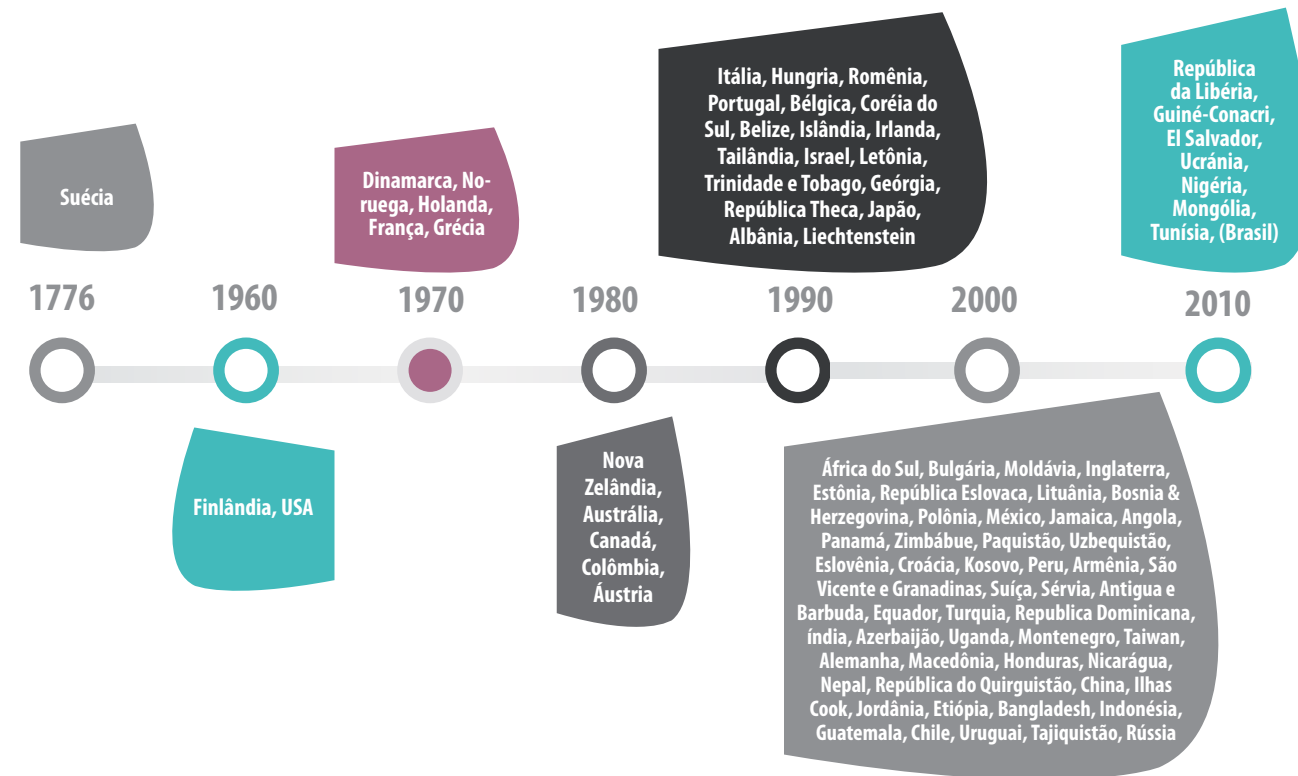 Suécia
1776
Finlândia, USA
1960
Dinamarca, No-
ruega, Holanda,
França, Grécia
1970
Nova
Zelândia,
Austrália,
Canadá,
Colômbia,
Áustria
1980
Itália, Hungria, Romênia,
Portugal, Bélgica, Coréia do
Sul, Belize, Islândia, Irlanda,
Tailândia, Israel, Letônia,
Trinidade e Tobago, Geórgia,
República Theca, Japão,
Albânia, Liechtenstein
1990
África do Sul, Bulgária, Moldávia, Inglaterra,
Estônia, República Eslovaca, Lituânia, Bosnia &
Herzegovina, Polônia, México, Jamaica, Angola,
Panamá, Zimbábue, Paquistão, Uzbequistão,
Eslovênia, Croácia, Kosovo, Peru, Armênia, São
Vicente e Granadinas, Suíça, Sérvia, Antigua e
Barbuda, Equador, Turquia, Republica Dominicana,
índia, Azerbaijão, Uganda, Montenegro, Taiwan,
Alemanha, Macedônia, Honduras, Nicarágua,
Nepal, República do Quirguistão, China, Ilhas
Cook, Jordânia, Etiópia, Bangladesh, Indonésia,
Guatemala, Chile, Uruguai, Tajiquistão, Rússia
2000
República
da Libéria,
Guiné-Conacri,
El Salvador,
Ucránia,
Nigéria,
Mongólia,
Tunísia, (Brasil)
2010